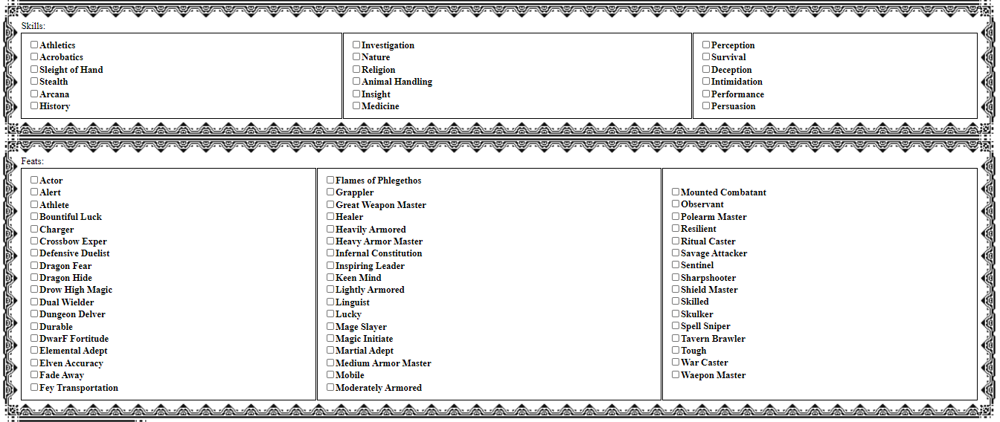 Skills:
Athletics
Acrobatics
Sleight of Hand
Stealth
Arcana
History
Investigation
Nature
Religion
Animal Handling
Insight
Medicine
Perception
Survival
Deception
Intimidation
Performance
Persuasion
Feats:
Actor
Alert
Athlete
Bountiful Luck
Charger
Crossbow Exper
Defensive Duelist
Dragon Fear
Dragon Hide
Drow High Magic
Dual Wielder
Dungeon Delver
Durable
DwarF Fortitude
Elemental Adept
Elven Accuracy
Fade Away
Fey Transportation
Flames of Phlegethos
Grappler
Great Weapon Master
Healer
Heavily Armored
Heavy Armor Master
Infernal Constitution
Inspiring Leader
Keen Mind
Lightly Armored
Linguist
Lucky
Mage Slayer
Magic Initiate
Martial Adept
Medium Armor Master
Mobile
Moderately Armored
Mounted Combatant
Observant
Polearm Master
Resilient
Ritual Caster
Savage Attacker
Sentinel
Sharpshooter
Shield Master
Skilled
Skulker
Spell Sniper
Tavern Brawler
Tough
War Caster
Waepon Master